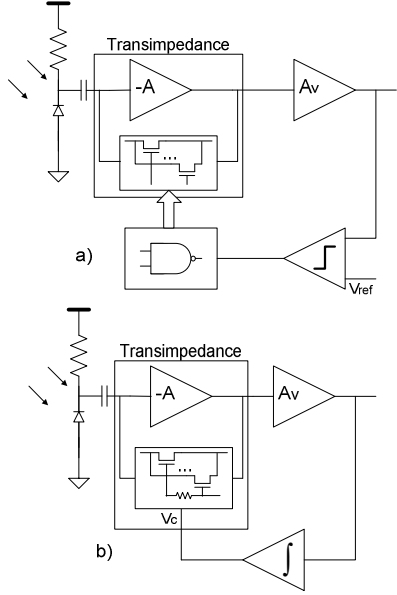 Transimpedance
-A
Av
...
a)
Vref
Transimpedance
-A
Av
...
Vc
b)
∫